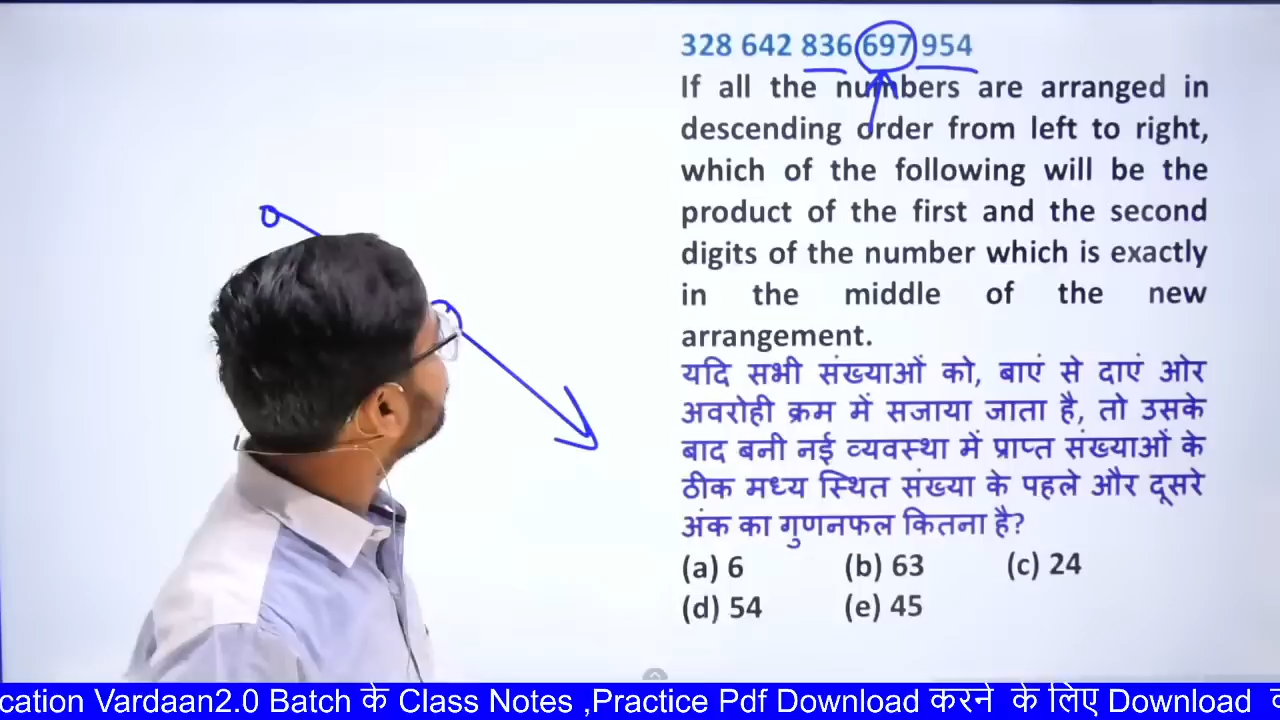 328 642 836 697 954
If all the numbers are arranged in
descending order from left to right,
which of the following will be the
product of the first and the second
digits of the number which is exactly
in the middle of the new
arrangement.
यदि सभी संख्याओं को, बाएं से दाएं ओर
अवरोही क्रम में सजाया जाता है, तो उसके
बाद बनी नई व्यवस्था में प्राप्त संख्याओं के
ठीक मध्य स्थित संख्या के पहले और दूसरे
अंक का गुणनफल कितना है?
(a) 6 (b) 63 (c) 24
(d) 54 (e) 45
cation Vardaan2.0 Batch के Class Notes ,Practice Pdf Download करने के लिए Download